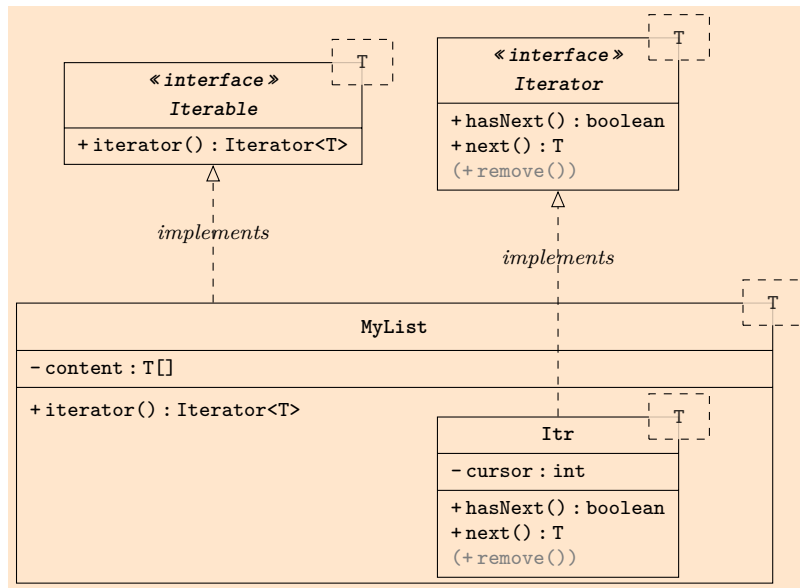 T
«interface»
Iterable
+iterator() : Iterator<T>
T
«interface»
Iterator
+hasNext() : boolean
+next() : T
(+remove())
implements
implements
T
MyList
-content : T[]
+iterator() : Iterator<T>
T
Itr
-cursor : int
+hasNext() : boolean
+next() : T
(+remove())